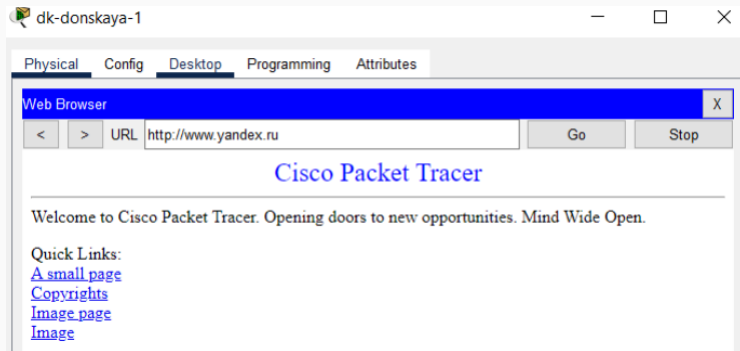 dk-donskaya-1
Physical Config Desktop Programming Attributes
Web Browser X
< > URL http://www.yandex.ru Go Stop
Cisco Packet Tracer
Welcome to Cisco Packet Tracer. Opening doors to new opportunities. Mind Wide Open.
Quick Links:
A small page
Copyrights
Image page
Image